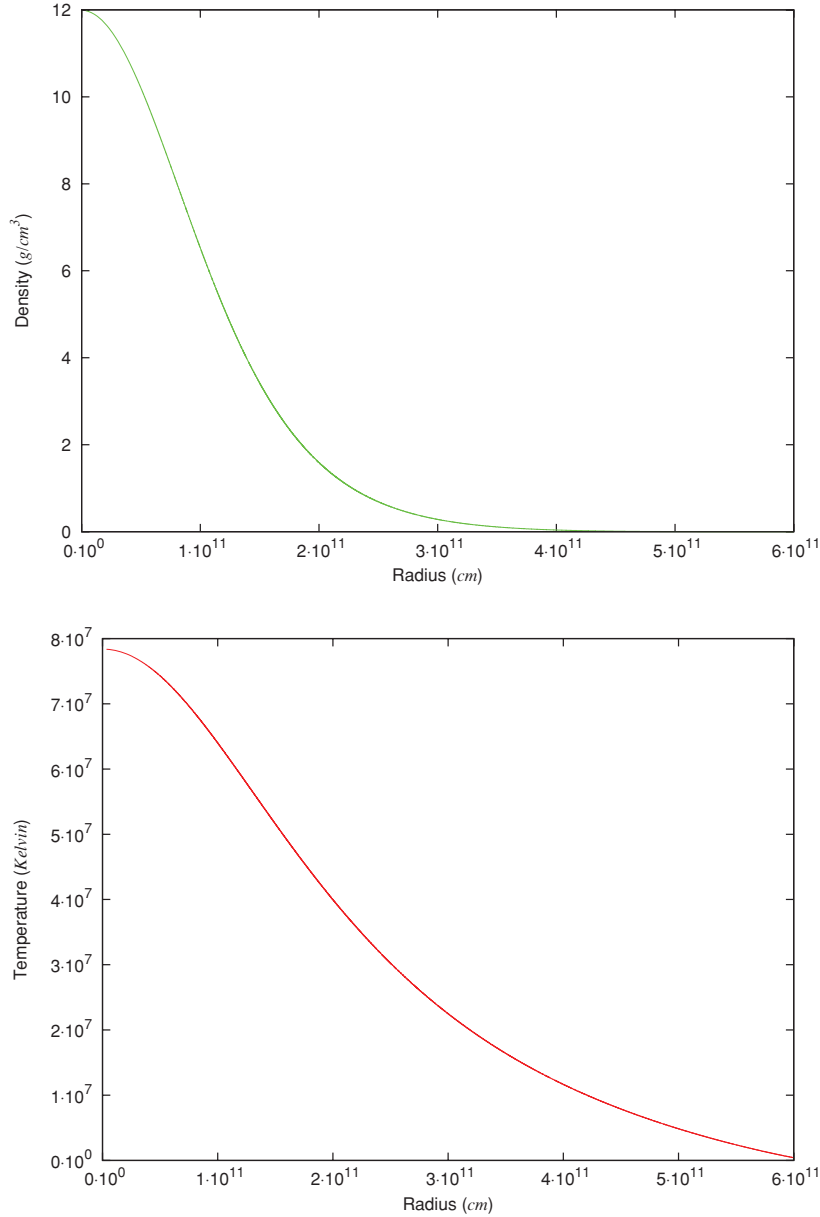 12
10
8
6
4
2
0
Density (g/cm³)
0·10⁰ 1·10¹¹ 2·10¹¹ 3·10¹¹ 4·10¹¹ 5·10¹¹ 6·10¹¹
Radius (cm)
8·10⁷
7·10⁷
6·10⁷
5·10⁷
4·10⁷
3·10⁷
2·10⁷
1·10⁷
0·10⁰
Temperature (Kelvin)
0·10⁰ 1·10¹¹ 2·10¹¹ 3·10¹¹ 4·10¹¹ 5·10¹¹ 6·10¹¹
Radius (cm)